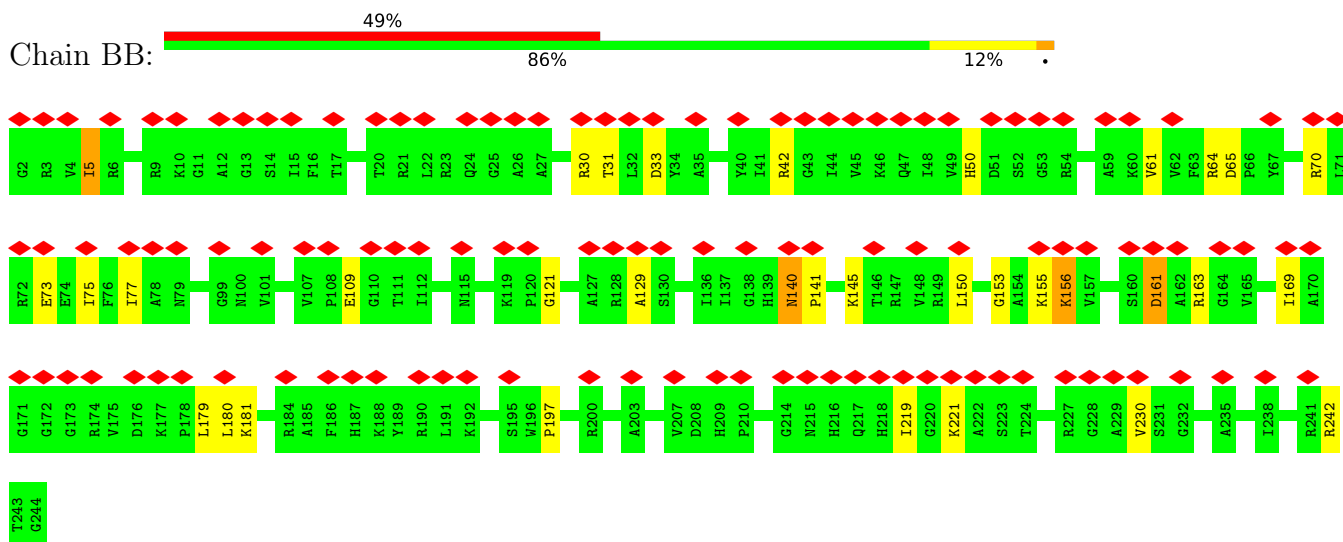 49%
Chain BB:
86%
12%
•
G2 R3 V4 I5 R6 R9 K10 G11 A12 G13 S14 I15 F16 T17 T20 R21 L22 R23 Q24 G25 A26 A27 R30 T31 L32 D33 Y34 A35 Y40 I41 R42 G43 I44 V45 K46 Q47 I48 V49 H50 D51 S52 G53 R54 A59 K60 V61 V62 F63 R64 D65 P66 Y67 R70 L71
R72 E73 E74 I75 F76 I77 A78 N79 G99 N100 V101 V107 P108 E109 G110 T111 I112 N115 K119 P120 G121 A127 R128 A129 S130 I136 I137 G138 H139 N140 P141 K145 T146 R147 V148 R149 L150 G153 A154 K155 K156 V157 S160 D161 A162 R163 G164 V165 I169 A170
G171 G172 G173 R174 V175 D176 K177 P178 L179 L180 K181 R184 A185 F186 H187 K188 Y189 R190 L191 K192 S195 W196 P197 R200 A203 V207 D208 H209 P210 G214 N215 H216 Q217 H218 I219 G220 K221 A222 S223 T224 R227 G228 A229 V230 S231 G232 A235 I238 R241 R242
T243 G244